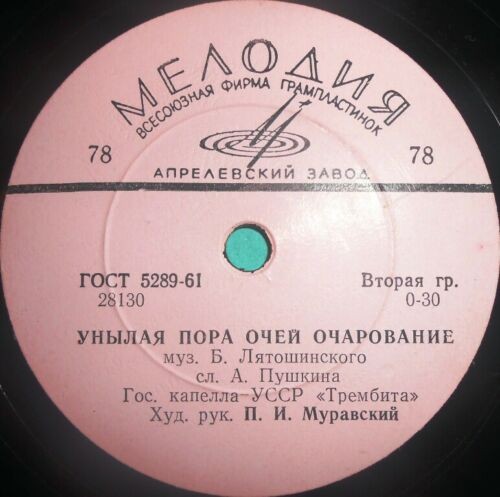 МЕЛОДИЯ
ВСЕСОЮЗНАЯ ФИРМА ГРАМПЛАСТИНОК
78 78
АПРЕЛЕВСКИЙ ЗАВОД
ГОСТ 5289-61 Вторая гр.
28130 0-30
УНЫЛАЯ ПОРА ОЧЕЙ ОЧАРОВАНИЕ
муз. Б. Лятошинского
сл. А. Пушкина
Гос. капелла УССР «Трембита»
Худ. рук. П. И. Муравский